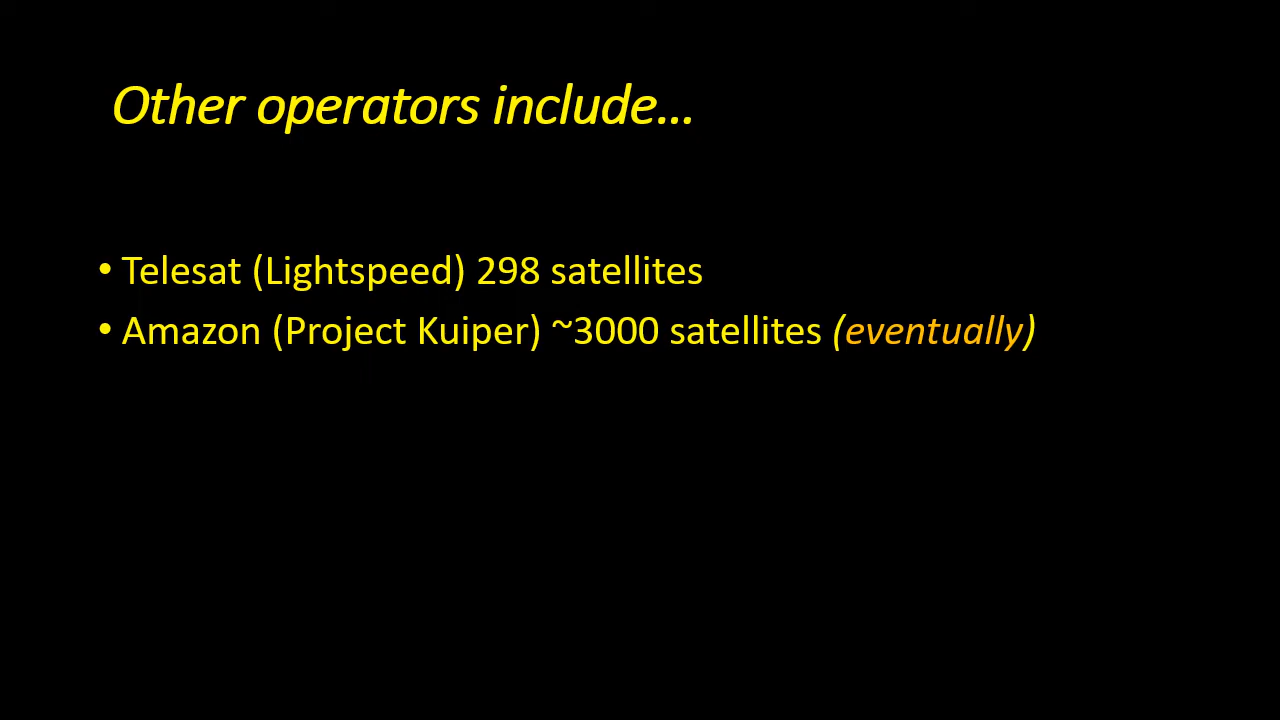 Other operators include...
• Telesat (Lightspeed) 298 satellites
• Amazon (Project Kuiper) ~3000 satellites (eventually)